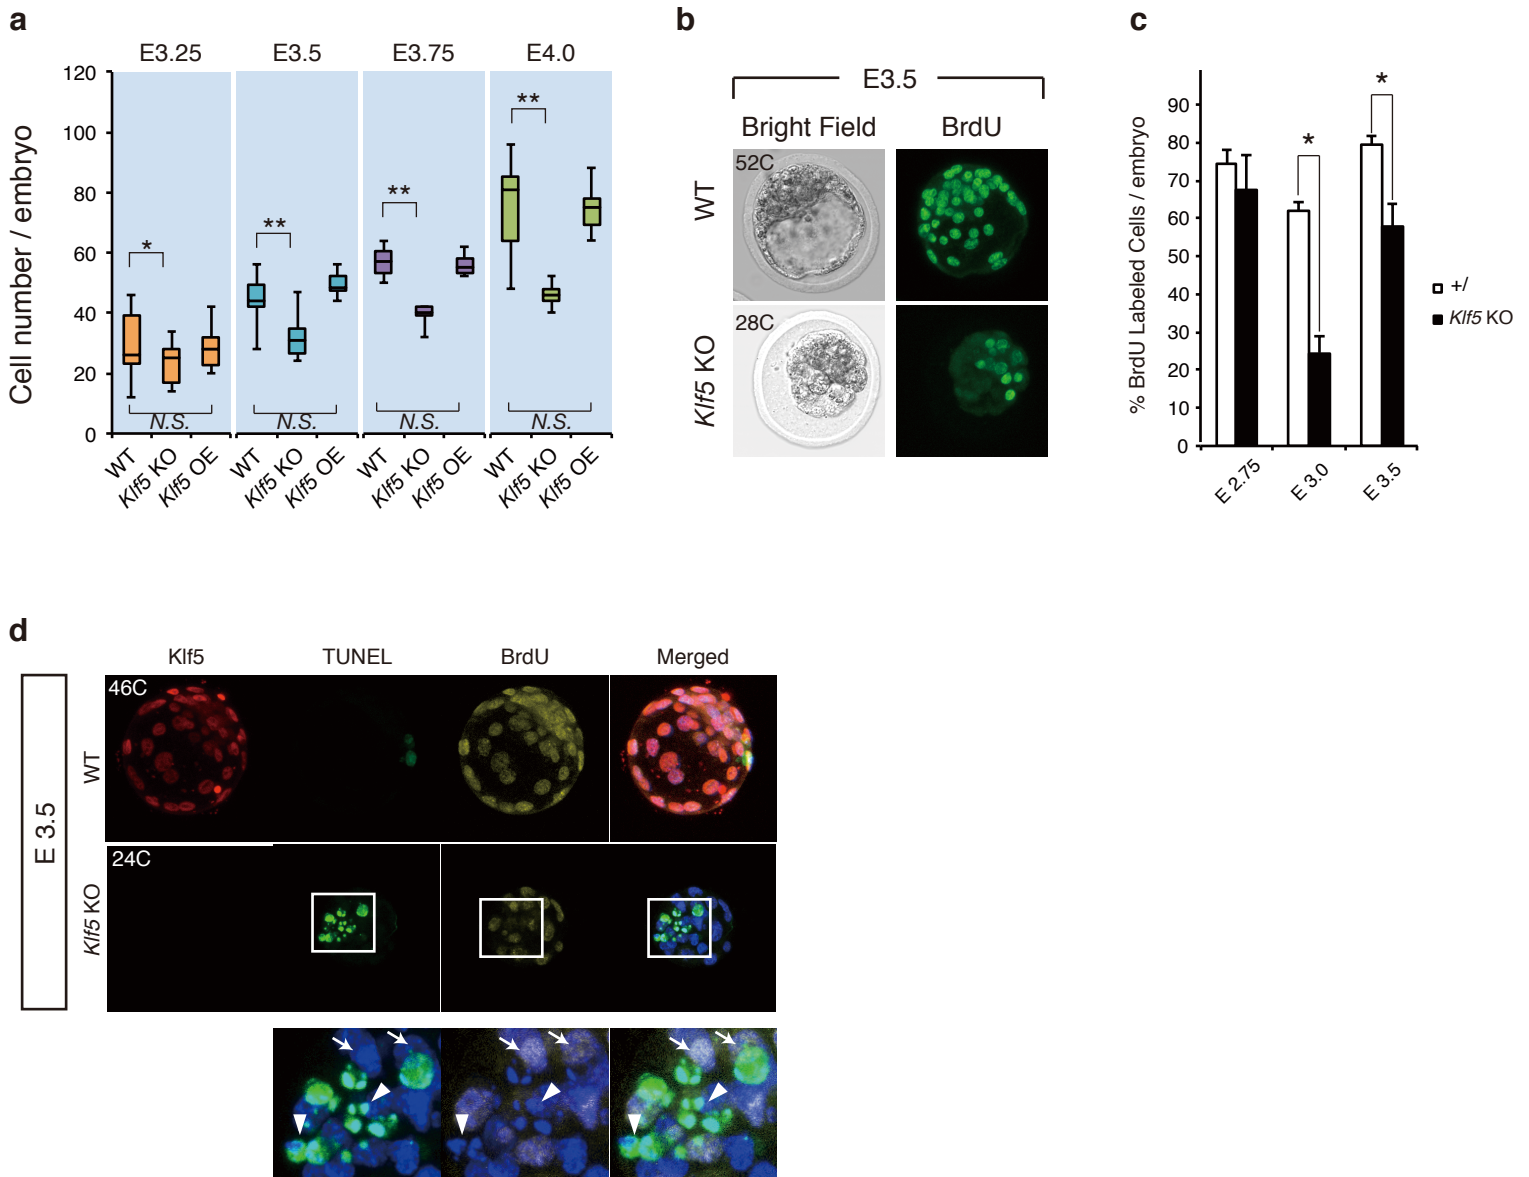 a
E3.25 E3.5 E3.75 E4.0
Cell number / embryo
120
100
80
60
40
20
0
* ** ** **
N.S. N.S. N.S. N.S.
WT Klf5 KO Klf5 OE WT Klf5 KO Klf5 OE WT Klf5 KO Klf5 OE WT Klf5 KO Klf5 OE
b
E3.5
Bright Field BrdU
WT
52C
Klf5 KO
28C
c
% BrdU Labeled Cells / embryo
90
80
70
60
50
40
30
20
10
0
* *
E 2.75 E 3.0 E 3.5
+/
Klf5 KO
d
Klf5 TUNEL BrdU Merged
E 3.5
WT
46C
Klf5 KO
24C